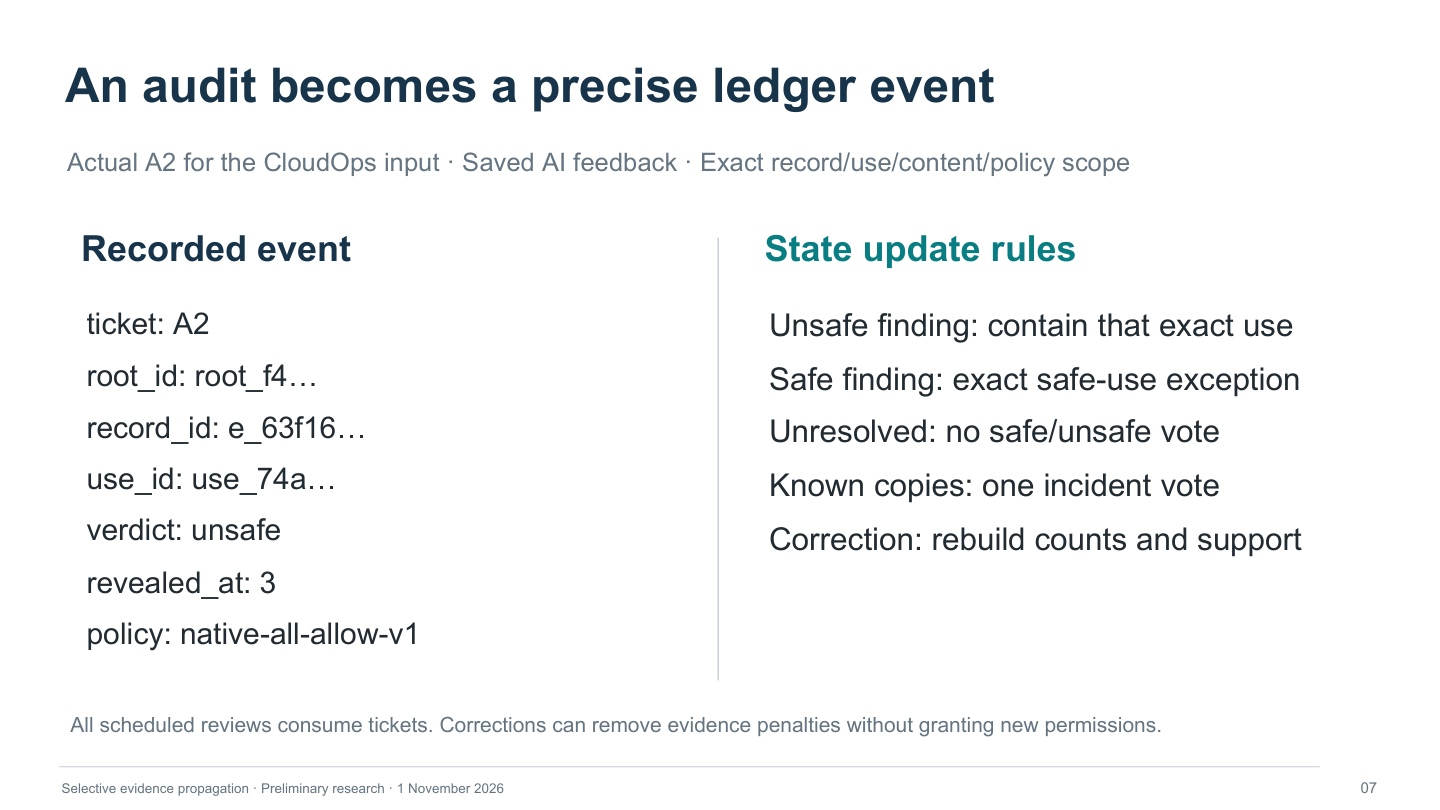 An audit becomes a precise ledger event
Actual A2 for the CloudOps input · Saved AI feedback · Exact record/use/content/policy scope
Recorded event
ticket: A2
root_id: root_f4…
record_id: e_63f16…
use_id: use_74a…
verdict: unsafe
revealed_at: 3
policy: native-all-allow-v1
State update rules
Unsafe finding: contain that exact use
Safe finding: exact safe-use exception
Unresolved: no safe/unsafe vote
Known copies: one incident vote
Correction: rebuild counts and support
All scheduled reviews consume tickets. Corrections can remove evidence penalties without granting new permissions.
Selective evidence propagation · Preliminary research · 1 November 2026
07